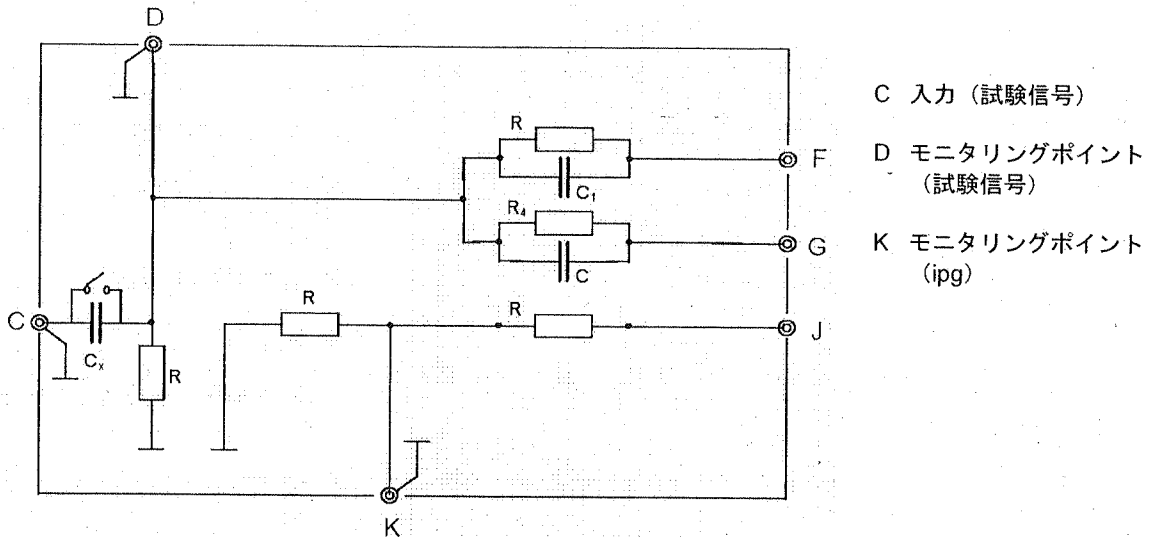 D
C 入力（試験信号）
R
F
D モニタリングポイント
（試験信号）
C₁
R₄
G
K モニタリングポイント
（ipg）
C
R
R
C
J
Cₓ
R
K